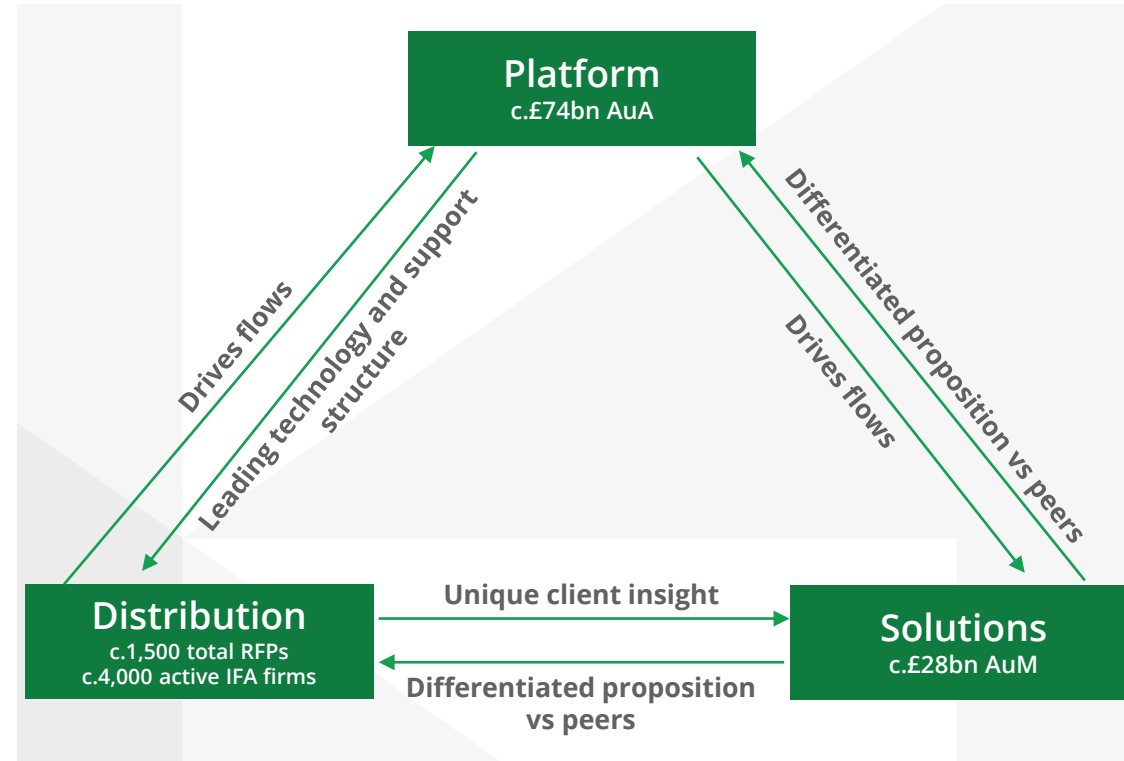 Platform
c.£74bn AuA
Drives flows
Leading technology and support
structure
Drives flows
Differentiated proposition vs peers
Distribution
c.1,500 total RFPs
c.4,000 active IFA firms
Unique client insight
Differentiated proposition
vs peers
Solutions
c.£28bn AuM